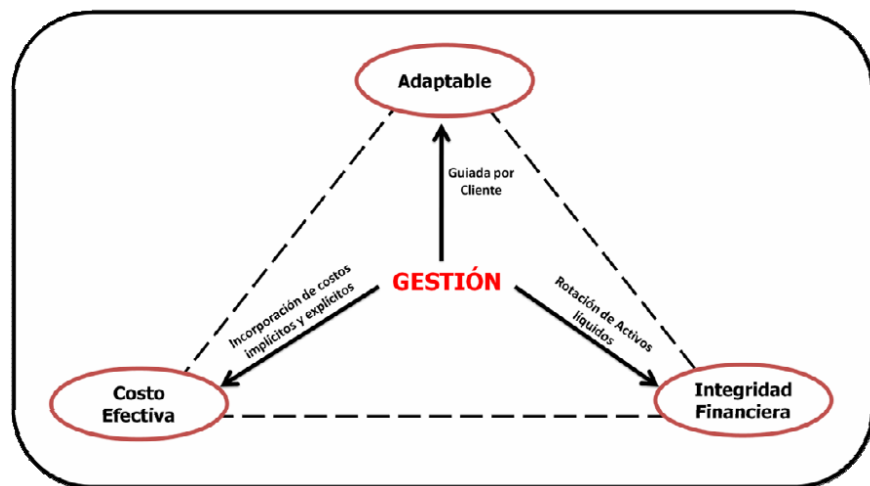 Adaptable
Guiada por
Cliente
GESTIÓN
Incorporación de costos
implícitos y explícitos
Rotación de Activos
líquidos
Costo
Efectiva
Integridad
Financiera